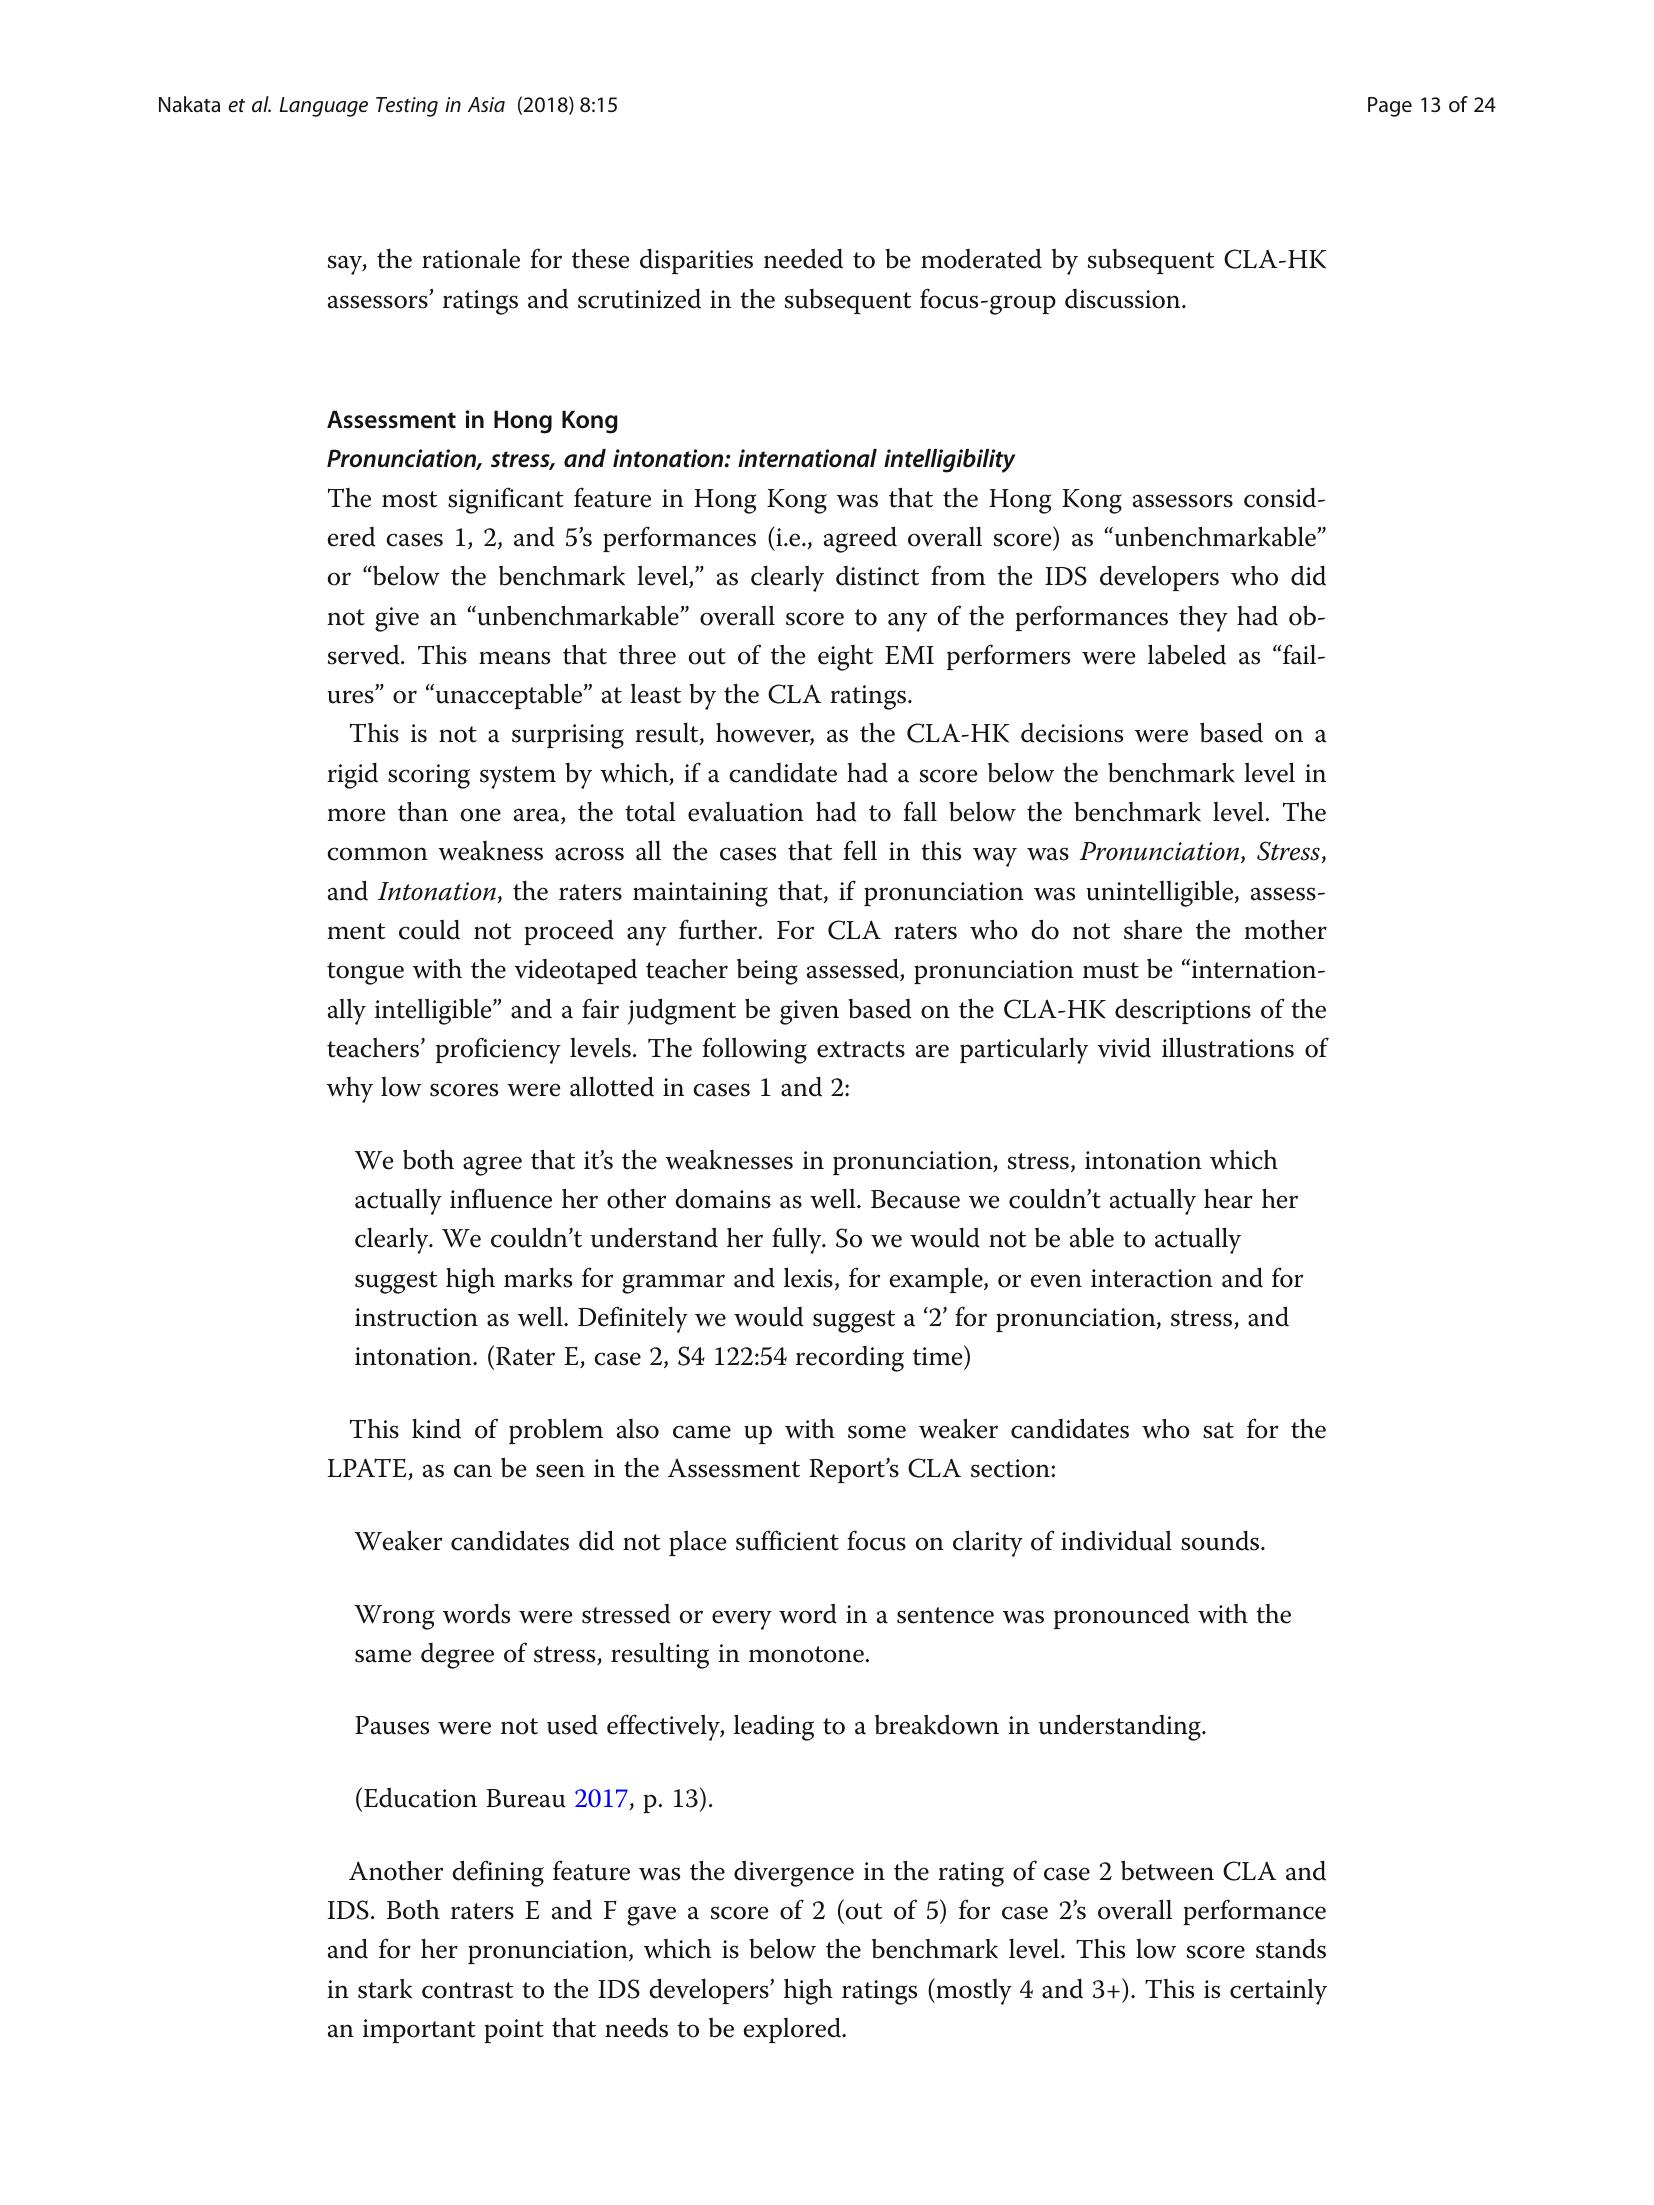 Nakata et al. Language Testing in Asia (2018) 8:15
Page 13 of 24
say, the rationale for these disparities needed to be moderated by subsequent CLA-HK
assessors’ ratings and scrutinized in the subsequent focus-group discussion.
Assessment in Hong Kong
Pronunciation, stress, and intonation: international intelligibility
The most significant feature in Hong Kong was that the Hong Kong assessors consid-
ered cases 1, 2, and 5’s performances (i.e., agreed overall score) as “unbenchmarkable”
or “below the benchmark level,” as clearly distinct from the IDS developers who did
not give an “unbenchmarkable” overall score to any of the performances they had ob-
served. This means that three out of the eight EMI performers were labeled as “fail-
ures” or “unacceptable” at least by the CLA ratings.
This is not a surprising result, however, as the CLA-HK decisions were based on a
rigid scoring system by which, if a candidate had a score below the benchmark level in
more than one area, the total evaluation had to fall below the benchmark level. The
common weakness across all the cases that fell in this way was Pronunciation, Stress,
and Intonation, the raters maintaining that, if pronunciation was unintelligible, assess-
ment could not proceed any further. For CLA raters who do not share the mother
tongue with the videotaped teacher being assessed, pronunciation must be “internation-
ally intelligible” and a fair judgment be given based on the CLA-HK descriptions of the
teachers’ proficiency levels. The following extracts are particularly vivid illustrations of
why low scores were allotted in cases 1 and 2:
We both agree that it’s the weaknesses in pronunciation, stress, intonation which
actually influence her other domains as well. Because we couldn’t actually hear her
clearly. We couldn’t understand her fully. So we would not be able to actually
suggest high marks for grammar and lexis, for example, or even interaction and for
instruction as well. Definitely we would suggest a ‘2’ for pronunciation, stress, and
intonation. (Rater E, case 2, S4 122:54 recording time)
This kind of problem also came up with some weaker candidates who sat for the
LPATE, as can be seen in the Assessment Report’s CLA section:
Weaker candidates did not place sufficient focus on clarity of individual sounds.
Wrong words were stressed or every word in a sentence was pronounced with the
same degree of stress, resulting in monotone.
Pauses were not used effectively, leading to a breakdown in understanding.
(Education Bureau 2017, p. 13).
Another defining feature was the divergence in the rating of case 2 between CLA and
IDS. Both raters E and F gave a score of 2 (out of 5) for case 2’s overall performance
and for her pronunciation, which is below the benchmark level. This low score stands
in stark contrast to the IDS developers’ high ratings (mostly 4 and 3+). This is certainly
an important point that needs to be explored.